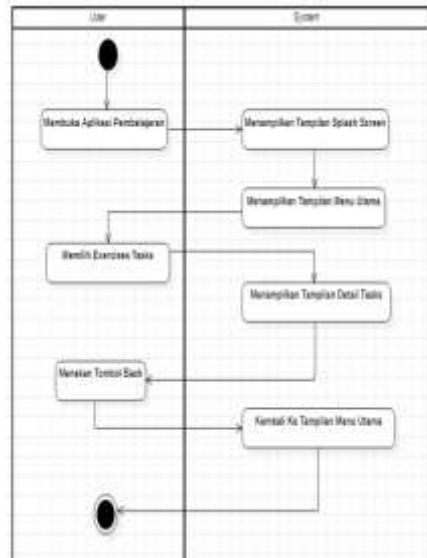 User
System
Membuka Aplikasi Pembelajaran
Menampilkan Tampilan Splash Screen
Menampilkan Tampilan Menu Utama
Memilih Exercises Tasks
Menampilkan Tampilan Detail Tasks
Menekan Tombol Back
Kembali Ke Tampilan Menu Utama